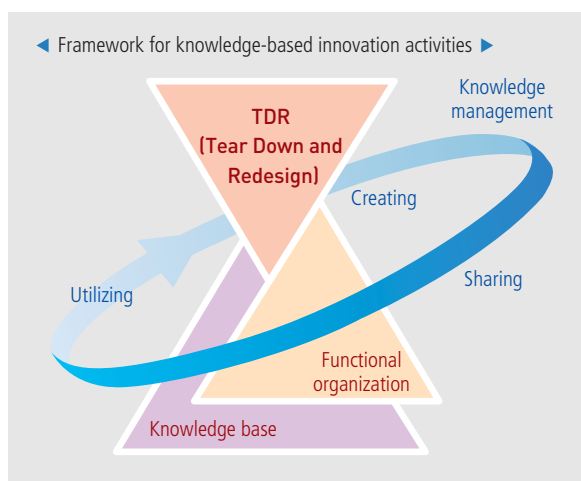 ◀ Framework for knowledge-based innovation activities ▶
TDR
(Tear Down and
Redesign)
Knowledge
management
Creating
Utilizing
Sharing
Functional
organization
Knowledge base